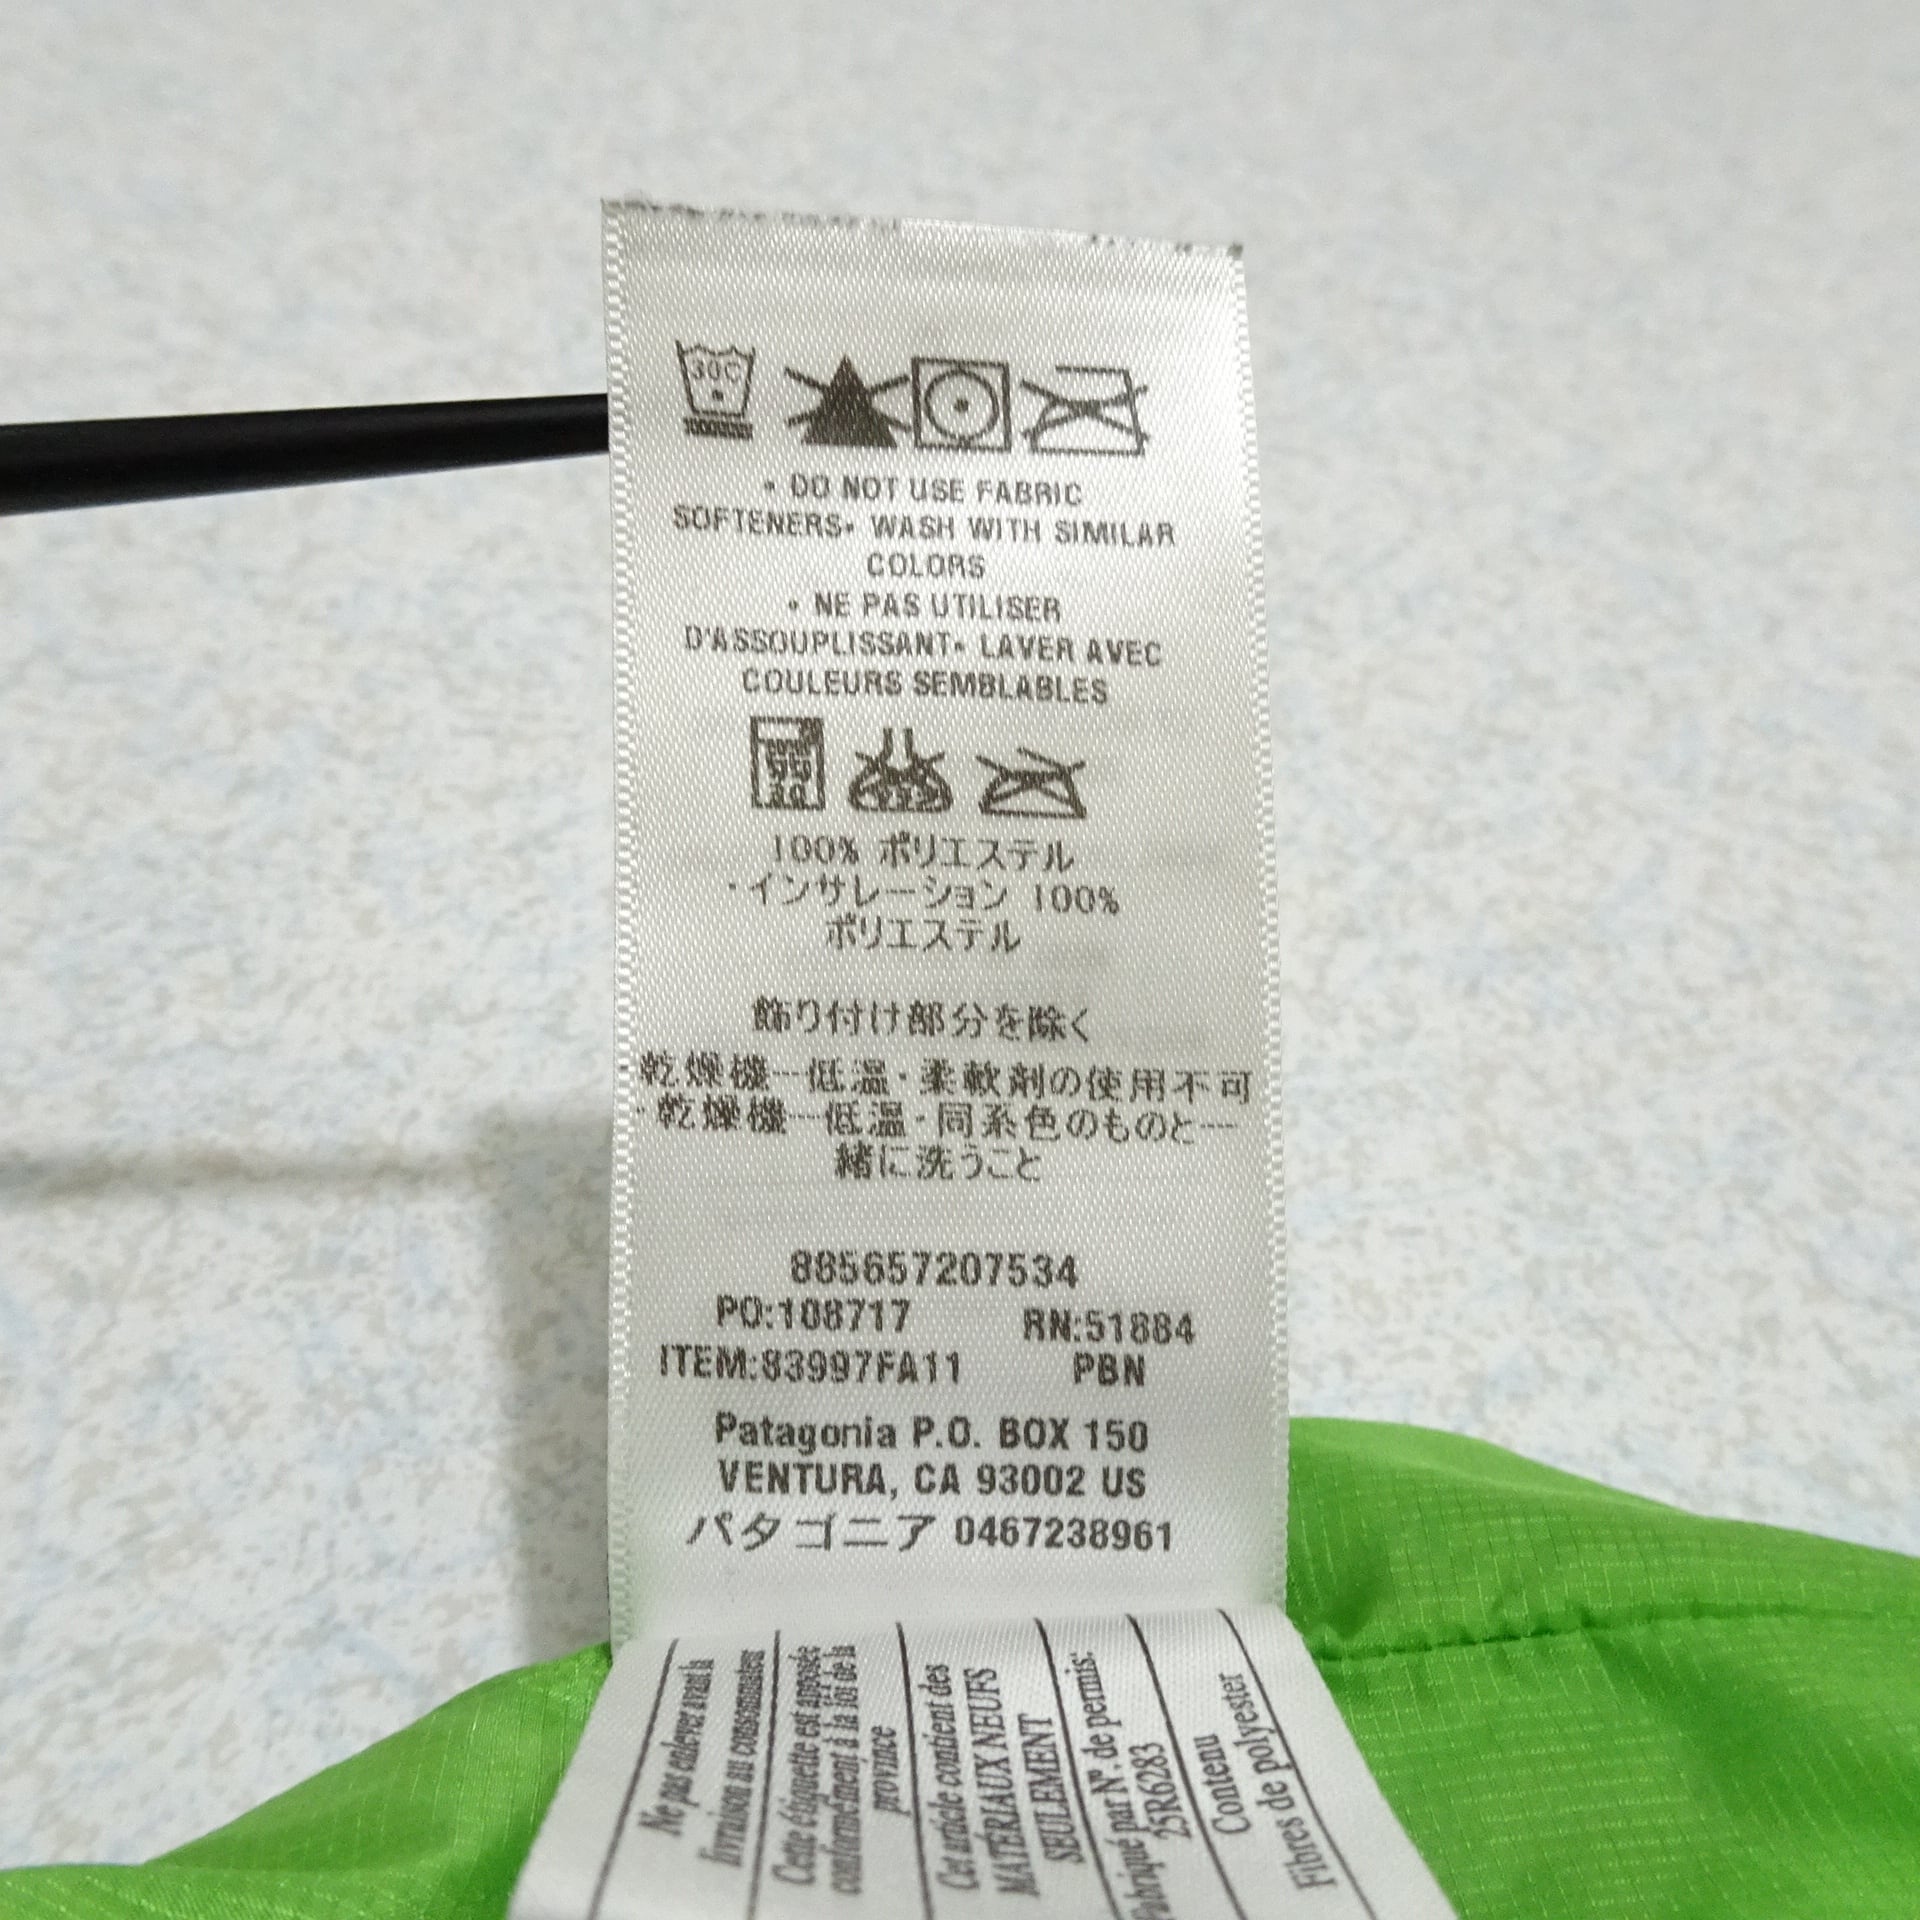 30C
• DO NOT USE FABRIC
SOFTENERS• WASH WITH SIMILAR
COLORS
• NE PAS UTILISER
D'ASSOUPLISSANT• LAVER AVEC
COULEURS SEMBLABLES
100% ポリエステル
・インサレーション 100%
ポリエステル
飾り付け部分を除く
乾燥機―低温・柔軟剤の使用不可
・乾燥機―低温・同系色のものと一
緒に洗うこと
885657207534
PO:108717 RN:51884
ITEM:83997FA11 PBN
Patagonia P.O. BOX 150
VENTURA, CA 93002 US
パタゴニア 0467238961
Ne pas enlever avant la
livraison au consommateur
Cette étiquette est apposée
conformément à la loi de la
province
Cet article contient des
MATÉRIAUX NEUFS
SEULEMENT
Fabriqué par N°. de permis:
25R6283
Contenu
Fibres de polyester